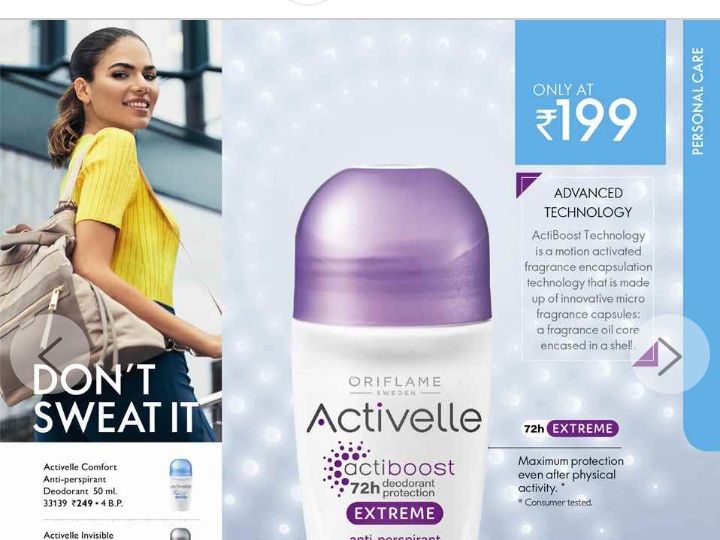 DON'T
SWEAT IT
Activelle Comfort
Anti-perspirant
Deodorant 50 ml.
33139 ₹249 • 4 B.P.
Activelle Invisible
ORIFLAME
SWEDEN
Activelle
actiboost
72h deodorant
protection
EXTREME
anti-perspirant
ONLY AT
₹199
ADVANCED
TECHNOLOGY
ActiBoost Technology
is a motion activated
fragrance encapsulation
technology that is made
up of innovative micro
fragrance capsules:
a fragrance oil core
encased in a shell.
72h EXTREME
Maximum protection
even after physical
activity. *
* Consumer tested.
PERSONAL CARE